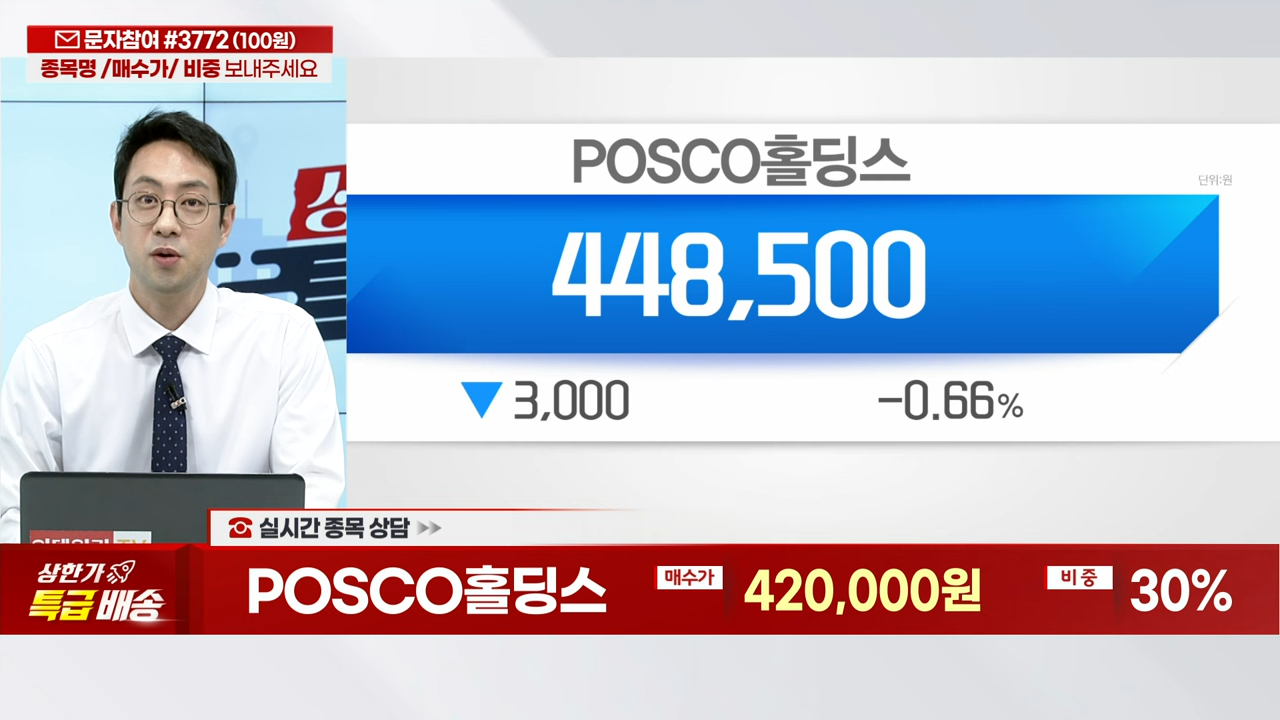 문자참여 #3772 (100원)
종목명 /매수가/ 비중 보내주세요
POSCO홀딩스
단위:원
448,500
▼ 3,000 -0.66%
실시간 종목 상담
상한가
특급 배송
POSCO홀딩스 매수가 420,000원 비중 30%